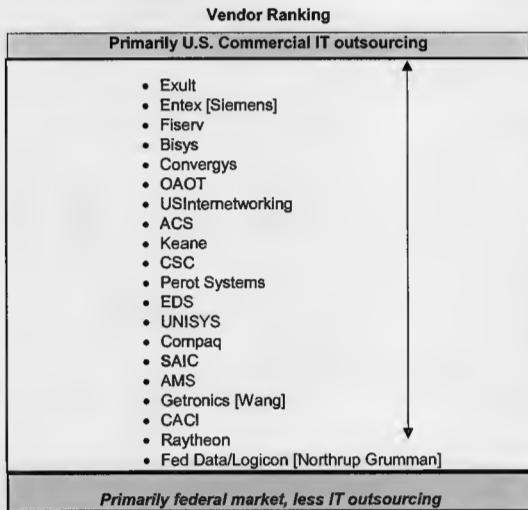 Vendor Ranking
Primarily U.S. Commercial IT outsourcing
• Exult
• Entex [Siemens]
• Fiserv
• Bisys
• Convergys
• OAOT
• USInternetworking
• ACS
• Keane
• CSC
• Perot Systems
• EDS
• UNISYS
• Compaq
• SAIC
• AMS
• Getronics [Wang]
• CACI
• Raytheon
• Fed Data/Logicon [Northrup Grumman]
Primarily federal market, less IT outsourcing